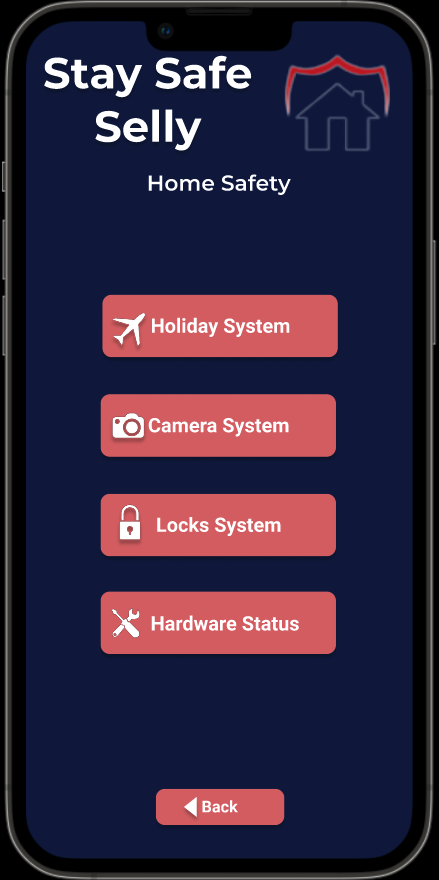 Stay Safe
Selly
Home Safety
Holiday System
Camera System
Locks System
Hardware Status
Back